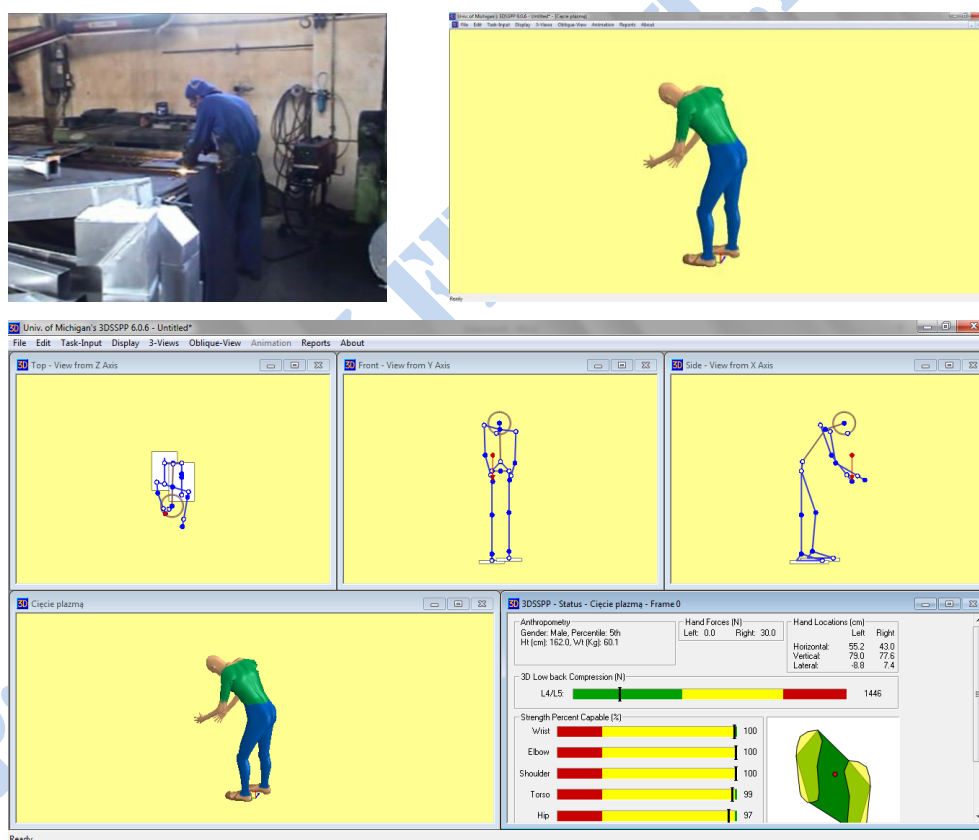 Univ. of Michigan's 3DSSPP 6.0.6 - Untitled* - [Cięcie plazmą]
File Edit Task-Input Display 3-Views Oblique-View Animation Reports About
Ready
Univ. of Michigan's 3DSSPP 6.0.6 - Untitled*
File Edit Task-Input Display 3-Views Oblique-View Animation Reports About
3D Top - View from Z Axis
3D Front - View from Y Axis
3D Side - View from X Axis
3D Cięcie plazmą
3D 3DSSPP - Status - Cięcie plazmą - Frame 0
Anthropometry
Gender: Male, Percentile: 5th
Ht (cm): 162.0, Wt (Kg): 60.1
Hand Forces (N)
Left: 0.0 Right: 30.0
Hand Locations (cm)
Left Right
Horizontal: 55.2 43.0
Vertical: 79.0 77.6
Lateral: -8.8 7.4
3D Low back Compression (N)
L4/L5: 1446
Strength Percent Capable (%)
Wrist 100
Elbow 100
Shoulder 100
Torso 99
Hip 97
Ready